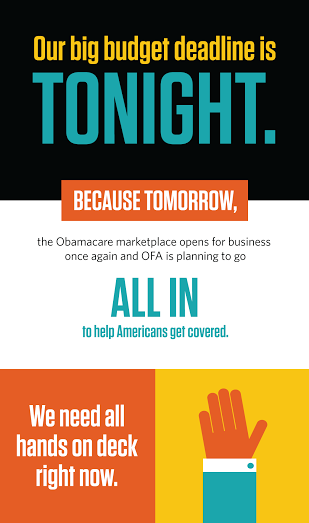 Our big budget deadline is
TONIGHT.
BECAUSE TOMORROW,
the Obamacare marketplace opens for business
once again and OFA is planning to go
ALL IN
to help Americans get covered.
We need all
hands on deck
right now.